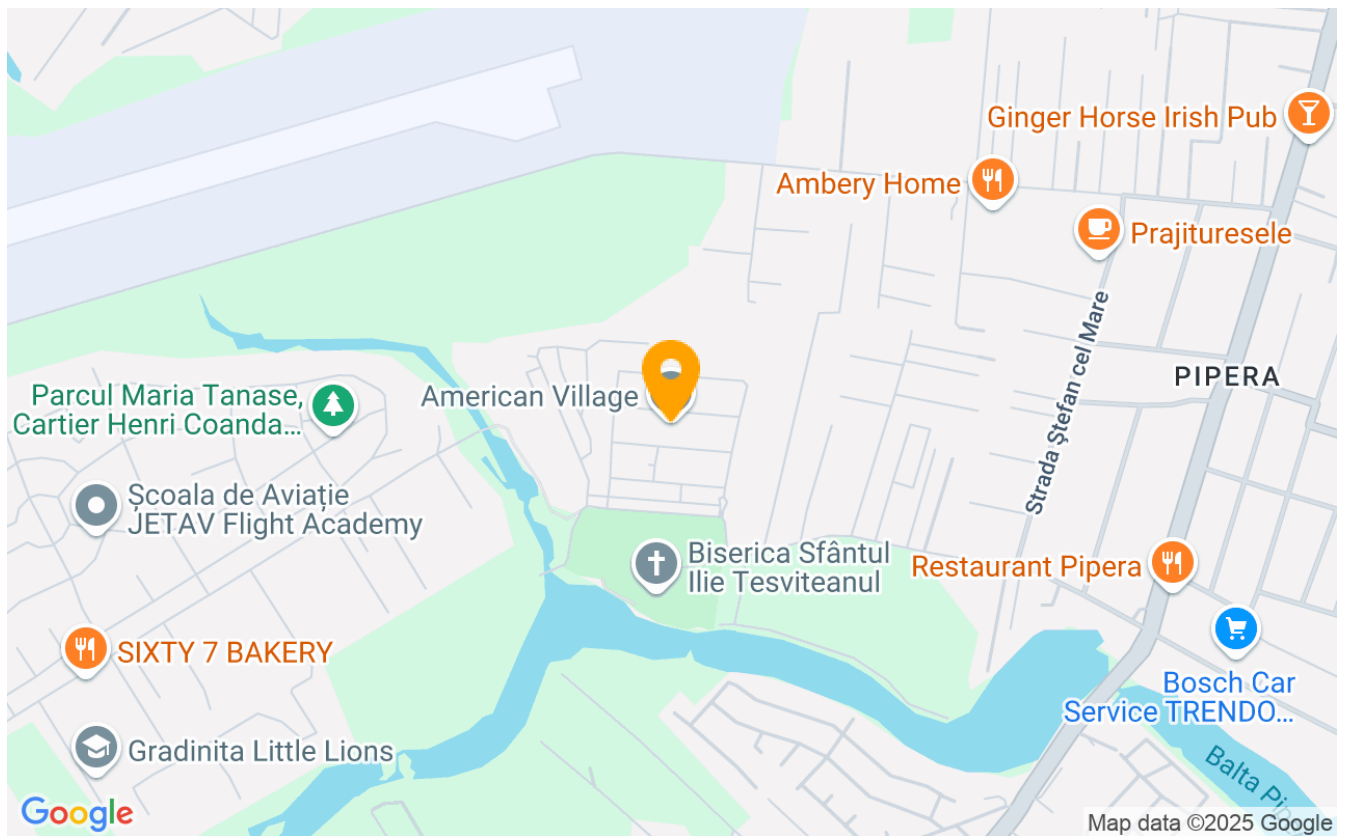 Ginger Horse Irish Pub
Ambery Home
Prajituresele
Strada Ştefan cel Mare
PIPERA
American Village
Parcul Maria Tanase,
Cartier Henri Coanda...
Școala de Aviație
JETAV Flight Academy
Biserica Sfântul
Ilie Tesviteanul
Restaurant Pipera
SIXTY 7 BAKERY
Bosch Car
Service TRENDO...
Gradinita Little Lions
Balta
Google
Map data ©2025 Google